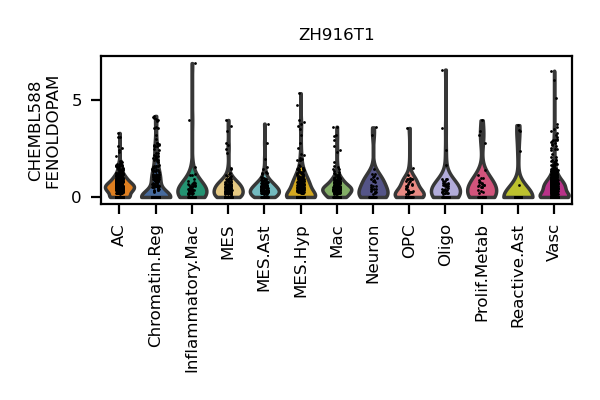 ZH916T1
CHEMBL588
FENOLDOPAM
5
0
AC
Chromatin.Reg
Inflammatory.Mac
MES
MES.Ast
MES.Hyp
Mac
Neuron
OPC
Oligo
Prolif.Metab
Reactive.Ast
Vasc